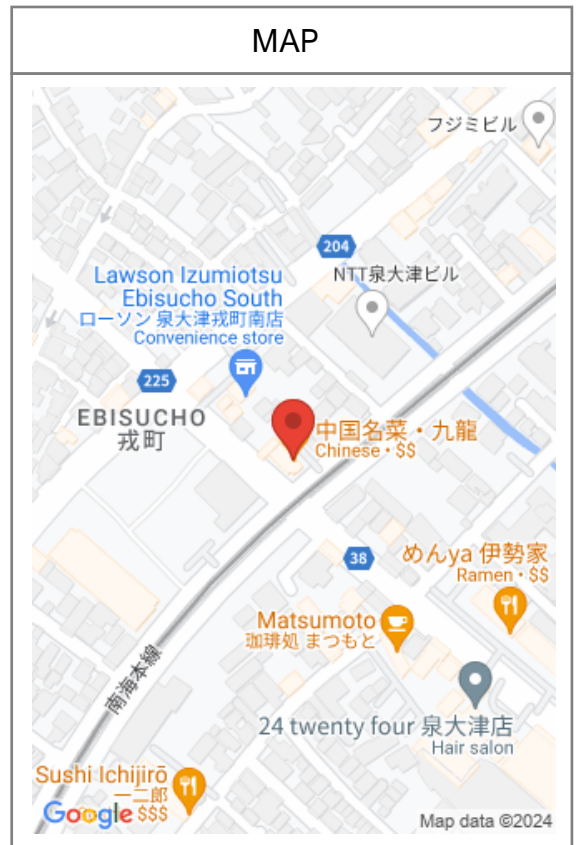 MAP
フジミビル
204
NTT泉大津ビル
Lawson Izumiotsu
Ebisucho South
ローソン 泉大津戎町南店
Convenience store
225
EBISUCHO
戎町
中国名菜・九龍
Chinese・$$
38
めんya 伊勢家
Ramen・$$
Matsumoto
珈琲処 まつもと
24 twenty four 泉大津店
Hair salon
南海本線
Sushi Ichijirō
一二郎
$$$
Google
Map data ©2024